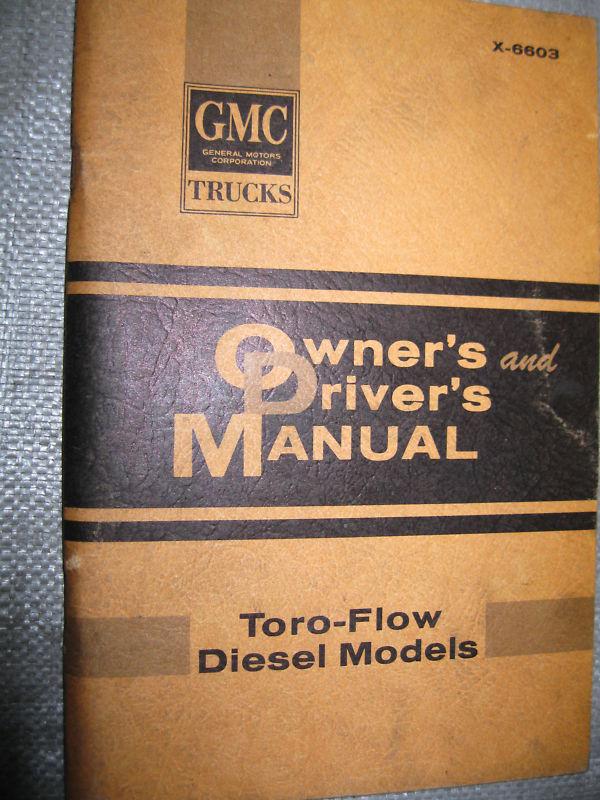 X-6603
GMC
GENERAL MOTORS
CORPORATION
TRUCKS
Owner's and
Driver's
MANUAL
Toro-Flow
Diesel Models